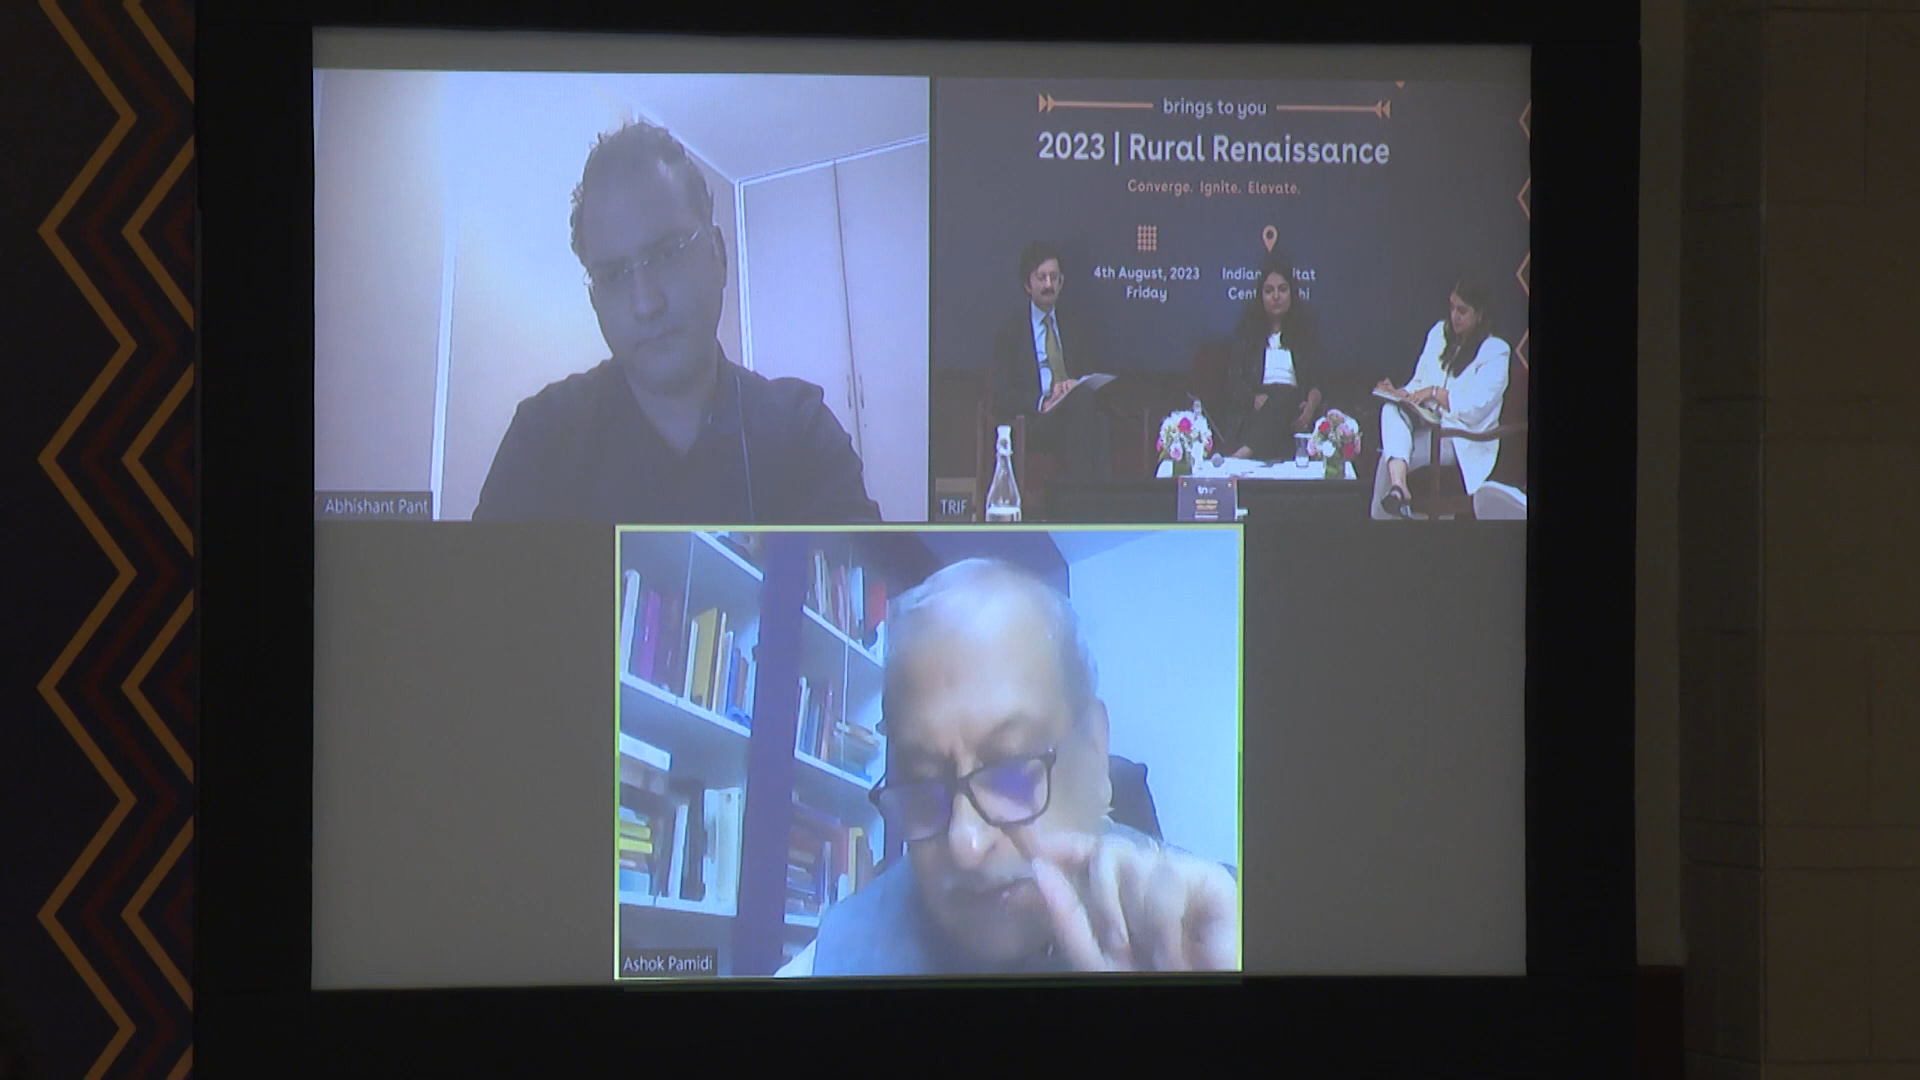 brings to you
2023 | Rural Renaissance
Converge. Ignite. Elevate.
4th August, 2023
Friday
Abhishant Pant
TRIF
Ashok Pamidi